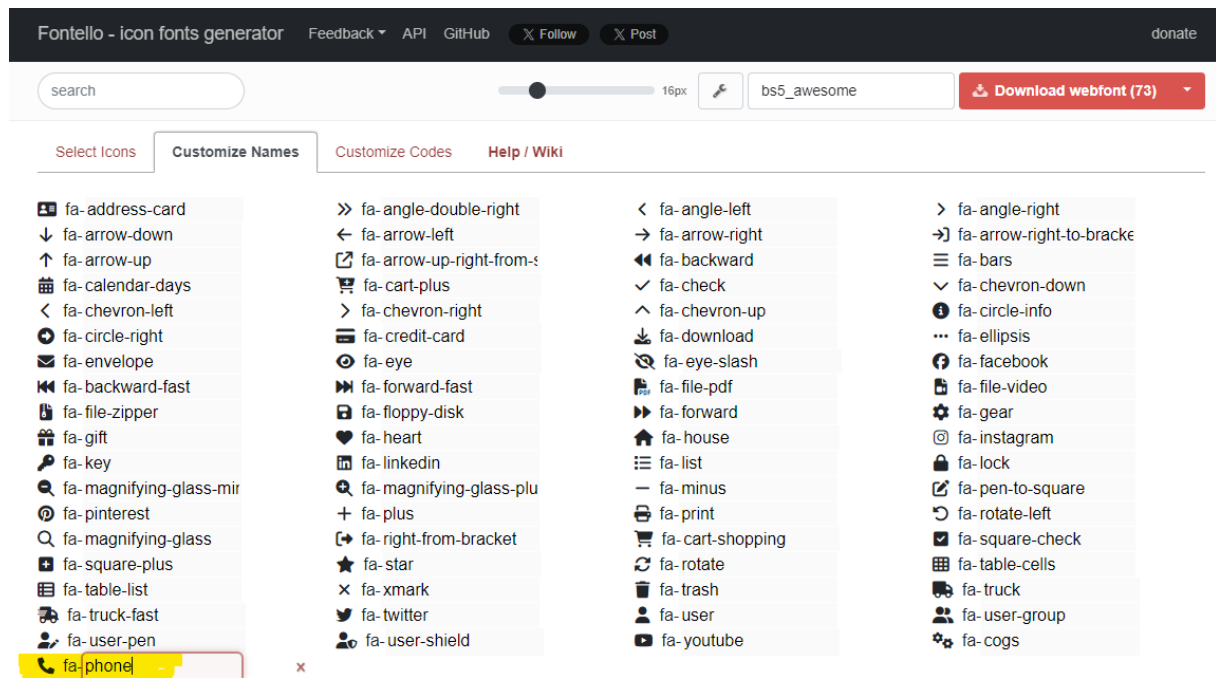 Fontello - icon fonts generator Feedback API GitHub X Follow X Post donate
search 16px bs5_awesome Download webfont (73)
Select Icons Customize Names Customize Codes Help / Wiki
fa-address-card fa-angle-double-right fa-angle-left fa-angle-right
fa-arrow-down fa-arrow-left fa-arrow-right fa-arrow-right-to-bracke
fa-arrow-up fa-arrow-up-right-from-s fa-backward fa-bars
fa-calendar-days fa-cart-plus fa-check fa-chevron-down
fa-chevron-left fa-chevron-right fa-chevron-up fa-circle-info
fa-circle-right fa-credit-card fa-download fa-ellipsis
fa-envelope fa-eye fa-eye-slash fa-facebook
fa-backward-fast fa-forward-fast fa-file-pdf fa-file-video
fa-file-zipper fa-floppy-disk fa-forward fa-gear
fa-gift fa-heart fa-house fa-instagram
fa-key fa-linkedin fa-list fa-lock
fa-magnifying-glass-min fa-magnifying-glass-plu fa-minus fa-pen-to-square
fa-pinterest fa-plus fa-print fa-rotate-left
fa-magnifying-glass fa-right-from-bracket fa-cart-shopping fa-square-check
fa-square-plus fa-star fa-rotate fa-table-cells
fa-table-list fa-xmark fa-trash fa-truck
fa-truck-fast fa-twitter fa-user fa-user-group
fa-user-pen fa-user-shield fa-youtube fa-cogs
fa-phone x